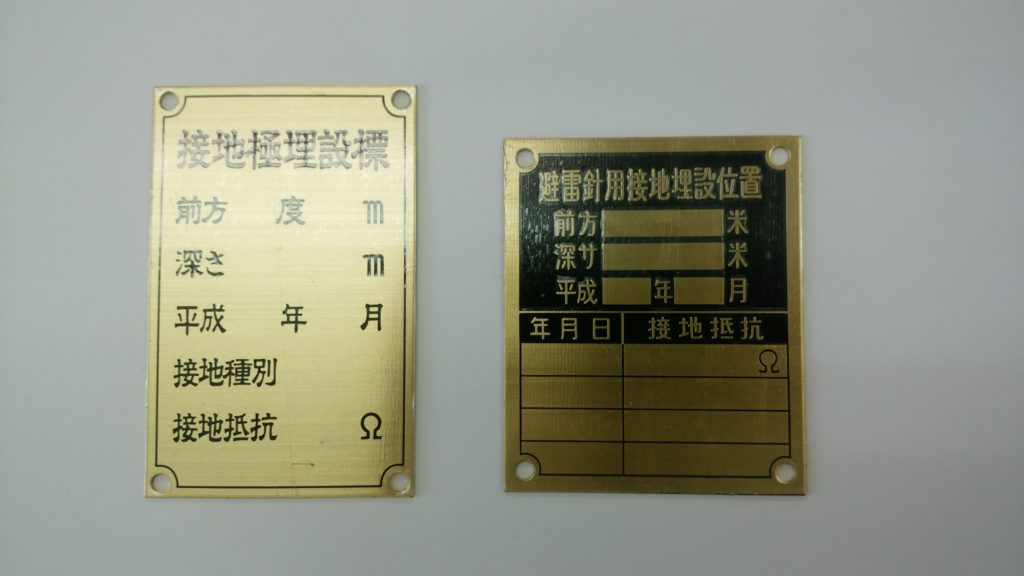 接地極埋設標
前方 度 m
深さ m
平成 年 月
接地種別
接地抵抗 Ω
避雷針用接地埋設位置
前方 米
深サ 米
平成 年 月
年月日 接地抵抗
Ω